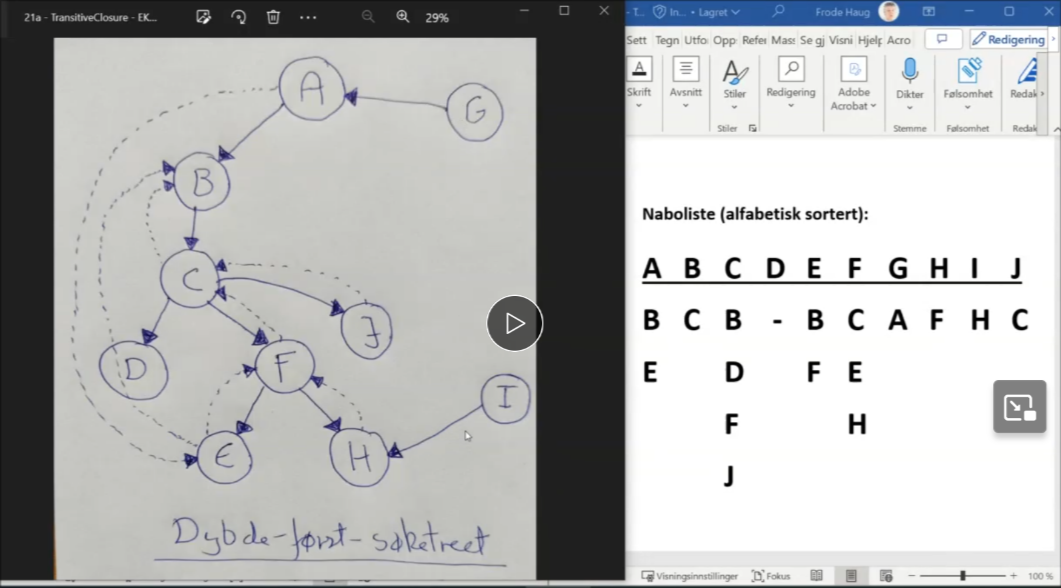 21a - TransitiveClosure - EK...
29%
A
G
B
C
J
D
F
I
E
H
Dybde-først-søketreet
- T...
In...
• Lagret
Frode Haug
Sett
Tegn
Utfo
Opp
Refer
Mass
Se gj
Visni
Hjelp
Acro
Redigering
Skrift
Avsnitt
Stiler
Redigering
Adobe
Acrobat
Dikter
Følsomhet
Redak
Stiler
Stemme
Følsomhet
Redak
Naboliste (alfabetisk sortert):
A B C D E F G H I J
B C B - B C A F H C
E D F E
F H
J
Visningsinnstillinger
Fokus
100 %